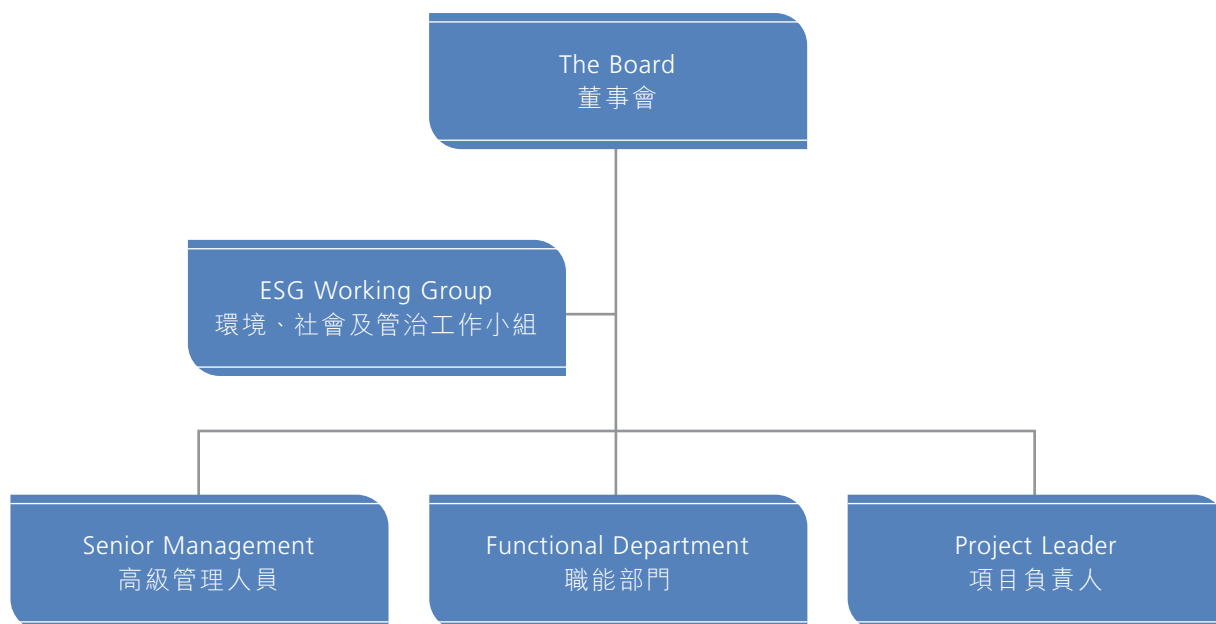 The Board
董事會
ESG Working Group
環境、社會及管治工作小組
Senior Management
高級管理人員
Functional Department
職能部門
Project Leader
項目負責人